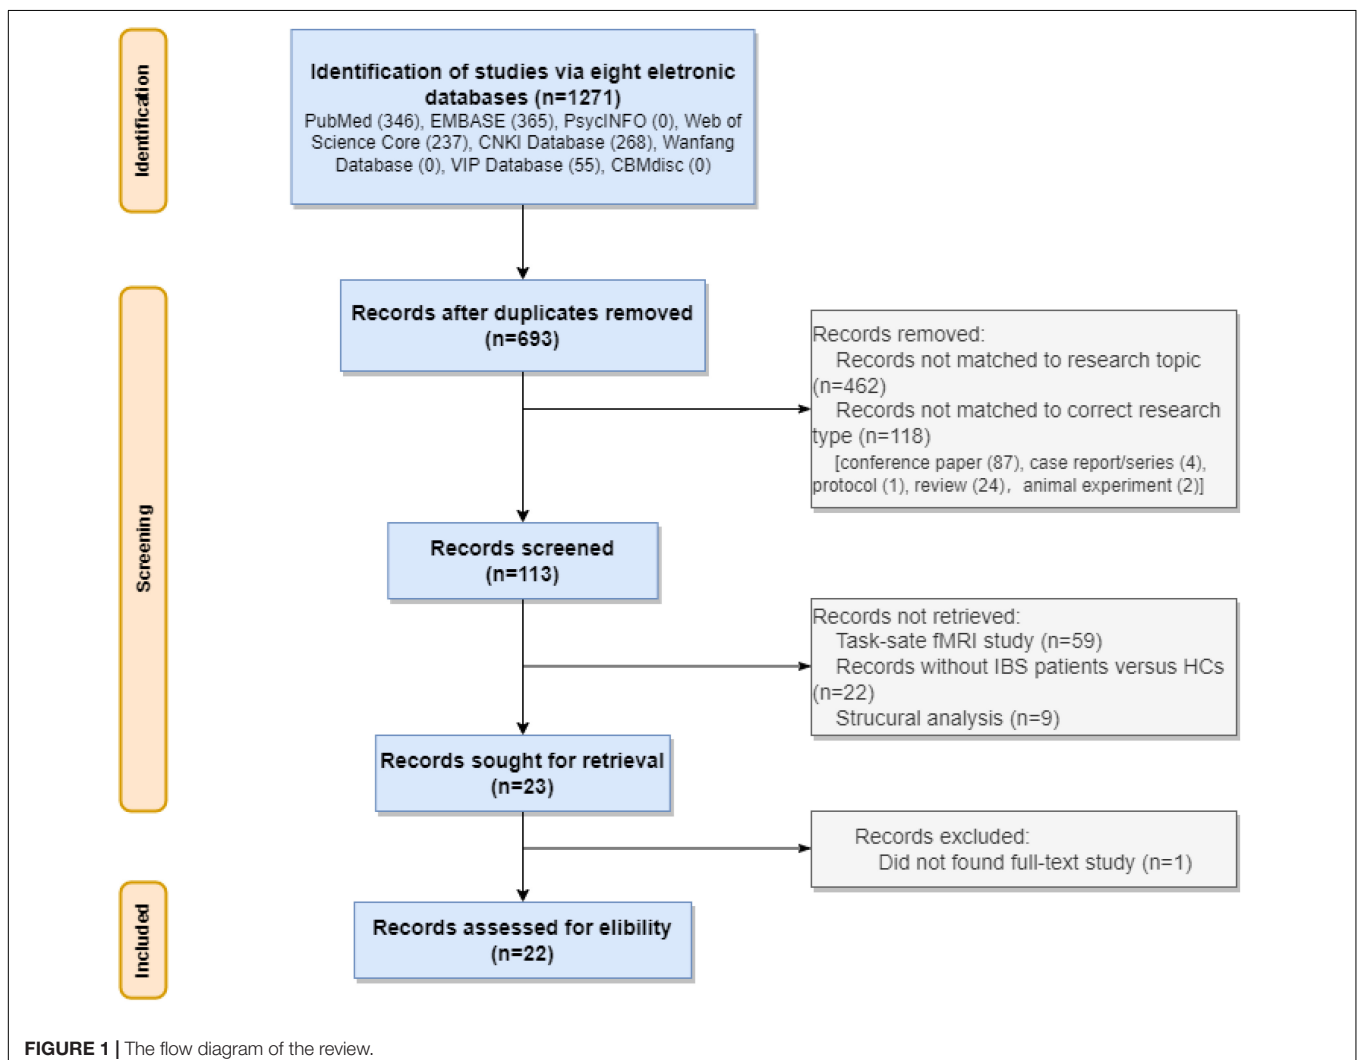 Identification
Identification of studies via eight eletronic
databases (n=1271)
PubMed (346), EMBASE (365), PsycINFO (0), Web of
Science Core (237), CNKI Database (268), Wanfang
Database (0), VIP Database (55), CBMdisc (0)
Screening
Records after duplicates removed
(n=693)
Records removed:
Records not matched to research topic
(n=462)
Records not matched to correct research
type (n=118)
[conference paper (87), case report/series (4),
protocol (1), review (24), animal experiment (2)]
Records screened
(n=113)
Records not retrieved:
Task-sate fMRI study (n=59)
Records without IBS patients versus HCs
(n=22)
Strucural analysis (n=9)
Records sought for retrieval
(n=23)
Records excluded:
Did not found full-text study (n=1)
Included
Records assessed for elibility
(n=22)
FIGURE 1 | The flow diagram of the review.